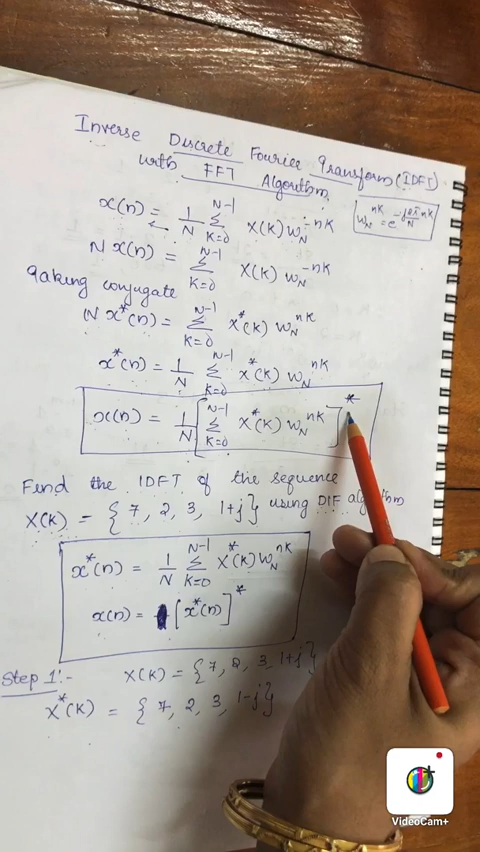 Inverse Discrete Fourier Transform (IDFT)
with FFT Algorithm
x(n) = 1/N Σ_{K=0}^{N-1} X(K) W_N^{-nK}
W_N^{nK} = e^{-j2π/N nK}
N x(n) = Σ_{K=0}^{N-1} X(K) W_N^{-nK}
Taking conjugate
N x*(n) = Σ_{K=0}^{N-1} X*(K) W_N^{nK}
x*(n) = 1/N Σ_{K=0}^{N-1} X*(K) W_N^{nK}
x(n) = 1/N [Σ_{K=0}^{N-1} X*(K) W_N^{nK}]*
Find the IDFT of the sequence
X(K) = {7, 2, 3, 1+j} using DIF algorithm
x*(n) = 1/N Σ_{K=0}^{N-1} X*(K) W_N^{nK}
x(n) = [x*(n)]*
Step 1:- X(K) = {7, 2, 3, 1+j}
X*(K) = {7, 2, 3, 1-j}
VideoCam+